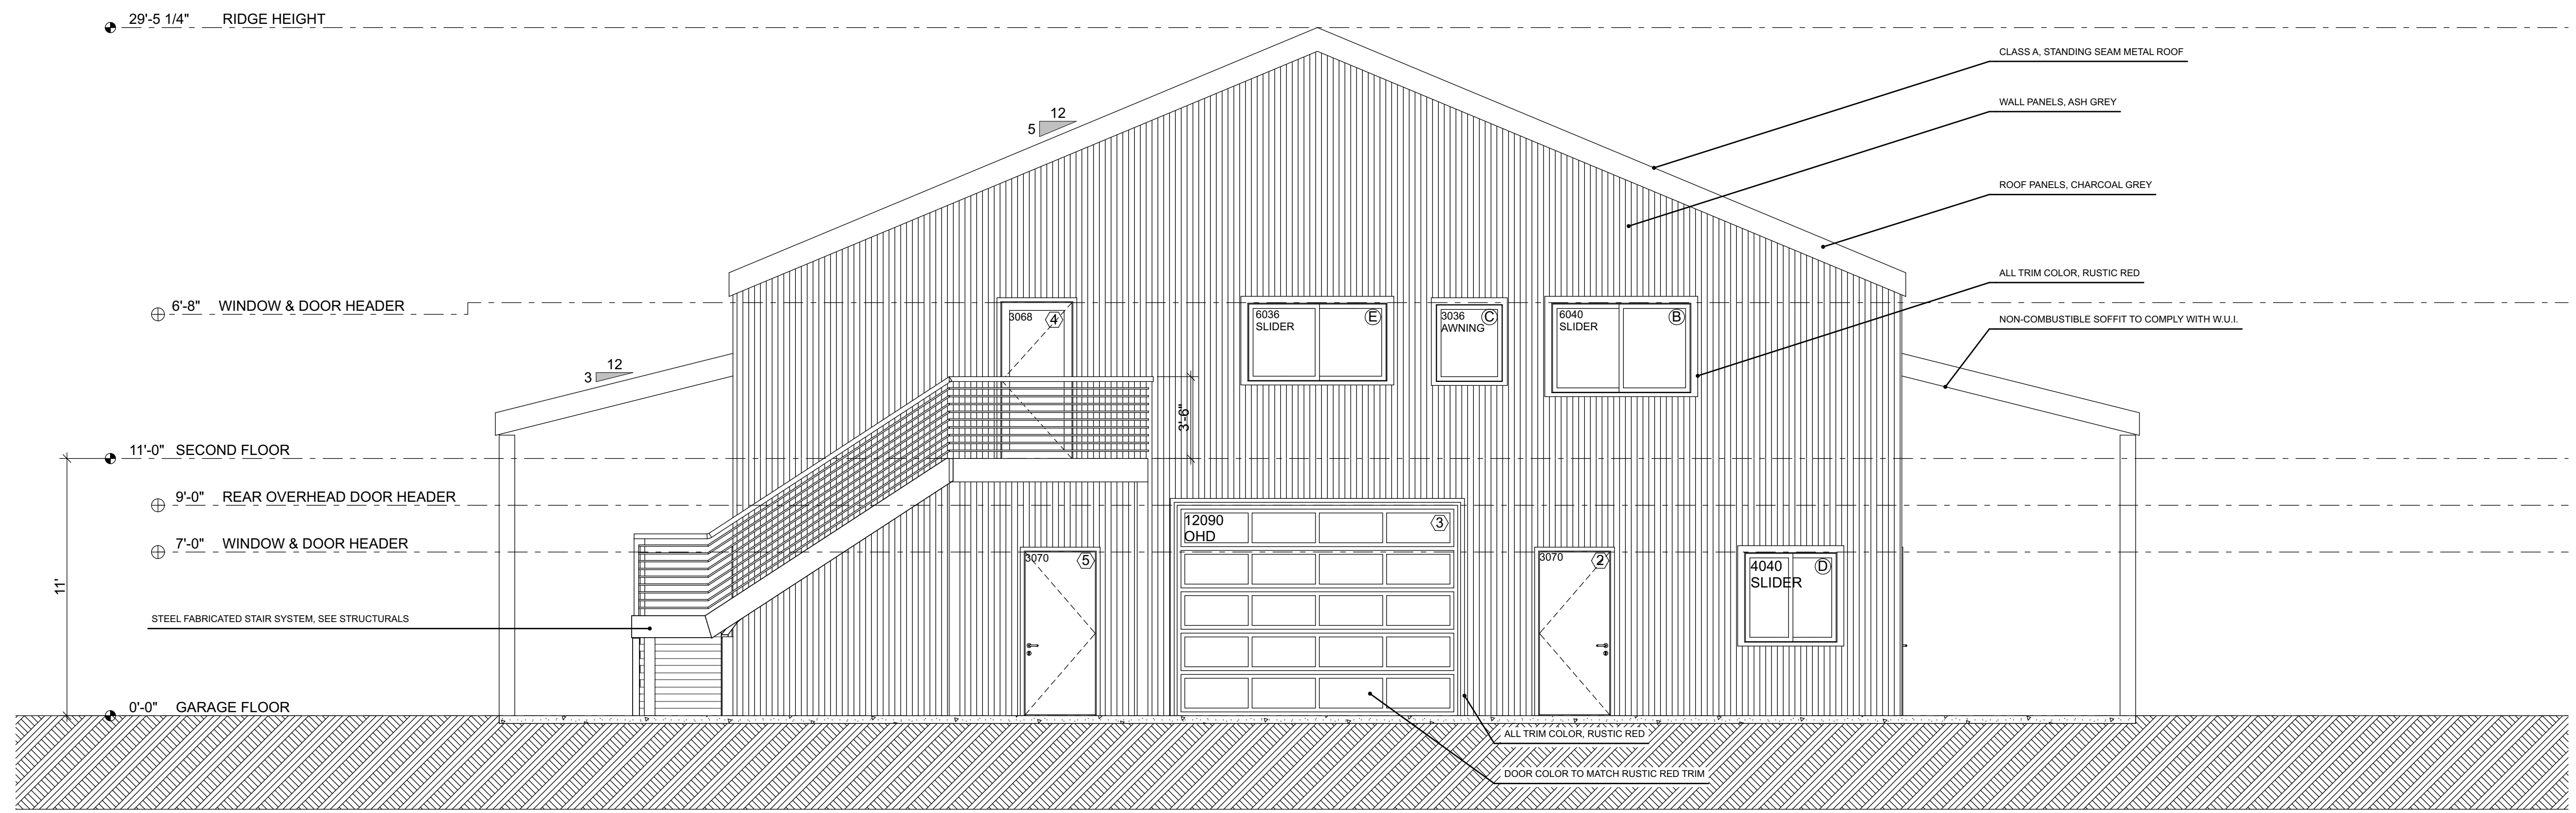 29'-5 1/4" RIDGE HEIGHT
CLASS A, STANDING SEAM METAL ROOF
12
5
WALL PANELS, ASH GREY
ROOF PANELS, CHARCOAL GREY
ALL TRIM COLOR, RUSTIC RED
6'-8" WINDOW & DOOR HEADER
NON-COMBUSTIBLE SOFFIT TO COMPLY WITH W.U.I.
3068
4
6036
SLIDER
E
3036
AWNING
C
6040
SLIDER
B
12
3
3'-6"
11'-0" SECOND FLOOR
9'-0" REAR OVERHEAD DOOR HEADER
12090
OHD
3
7'-0" WINDOW & DOOR HEADER
3070
5
3070
2
4040
SLIDER
D
11'
STEEL FABRICATED STAIR SYSTEM, SEE STRUCTURALS
0'-0" GARAGE FLOOR
ALL TRIM COLOR, RUSTIC RED
DOOR COLOR TO MATCH RUSTIC RED TRIM